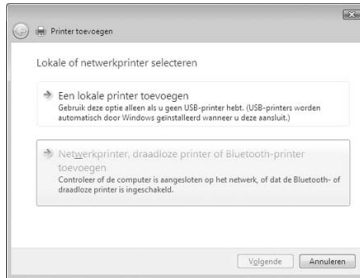 Printer toevoegen
Lokale of netwerkprinter selecteren
Een lokale printer toevoegen
Gebruik deze optie alleen als u geen USB-printer hebt. (USB-printers worden
automatisch door Windows geïnstalleerd wanneer u deze aansluit.)
Netwerkprinter, draadloze printer of Bluetooth-printer
toevoegen
Controleer of de computer is aangesloten op het netwerk, of dat de Bluetooth- of
draadloze printer is ingeschakeld.
Volgende Annuleren